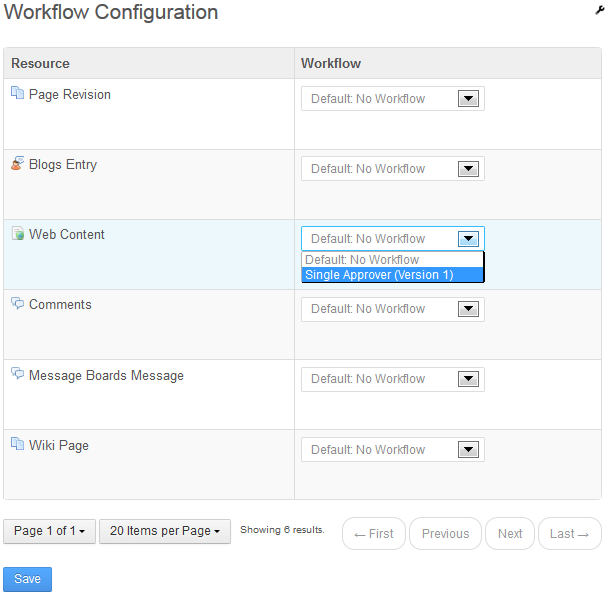 Workflow Configuration
Resource Workflow
Page Revision Default: No Workflow
Blogs Entry Default: No Workflow
Web Content Default: No Workflow
Default: No Workflow
Single Approver (Version 1)
Comments Default: No Workflow
Message Boards Message Default: No Workflow
Wiki Page Default: No Workflow
Page 1 of 1 20 Items per Page Showing 6 results. ← First Previous Next Last →
Save